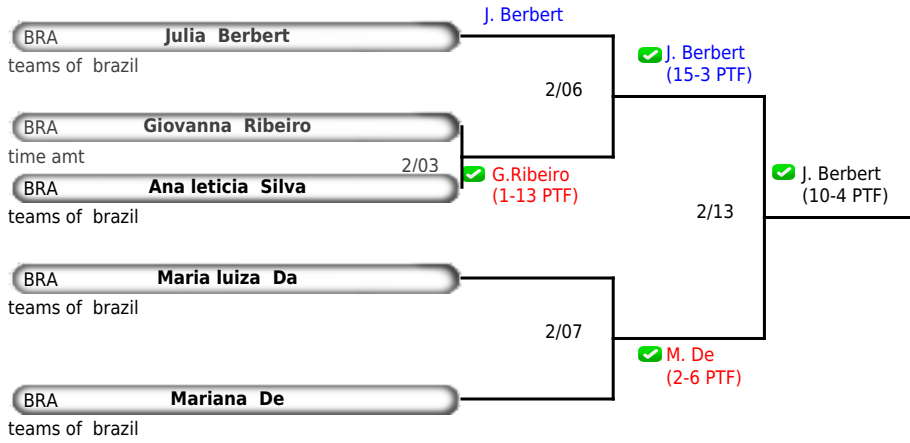 J. Berbert
BRA Julia Berbert
teams of brazil
J. Berbert
(15-3 PTF)
2/06
BRA Giovanna Ribeiro
time amt
2/03
G.Ribeiro
(1-13 PTF)
BRA Ana leticia Silva
teams of brazil
J. Berbert
(10-4 PTF)
2/13
BRA Maria luiza Da
teams of brazil
2/07
M. De
(2-6 PTF)
BRA Mariana De
teams of brazil